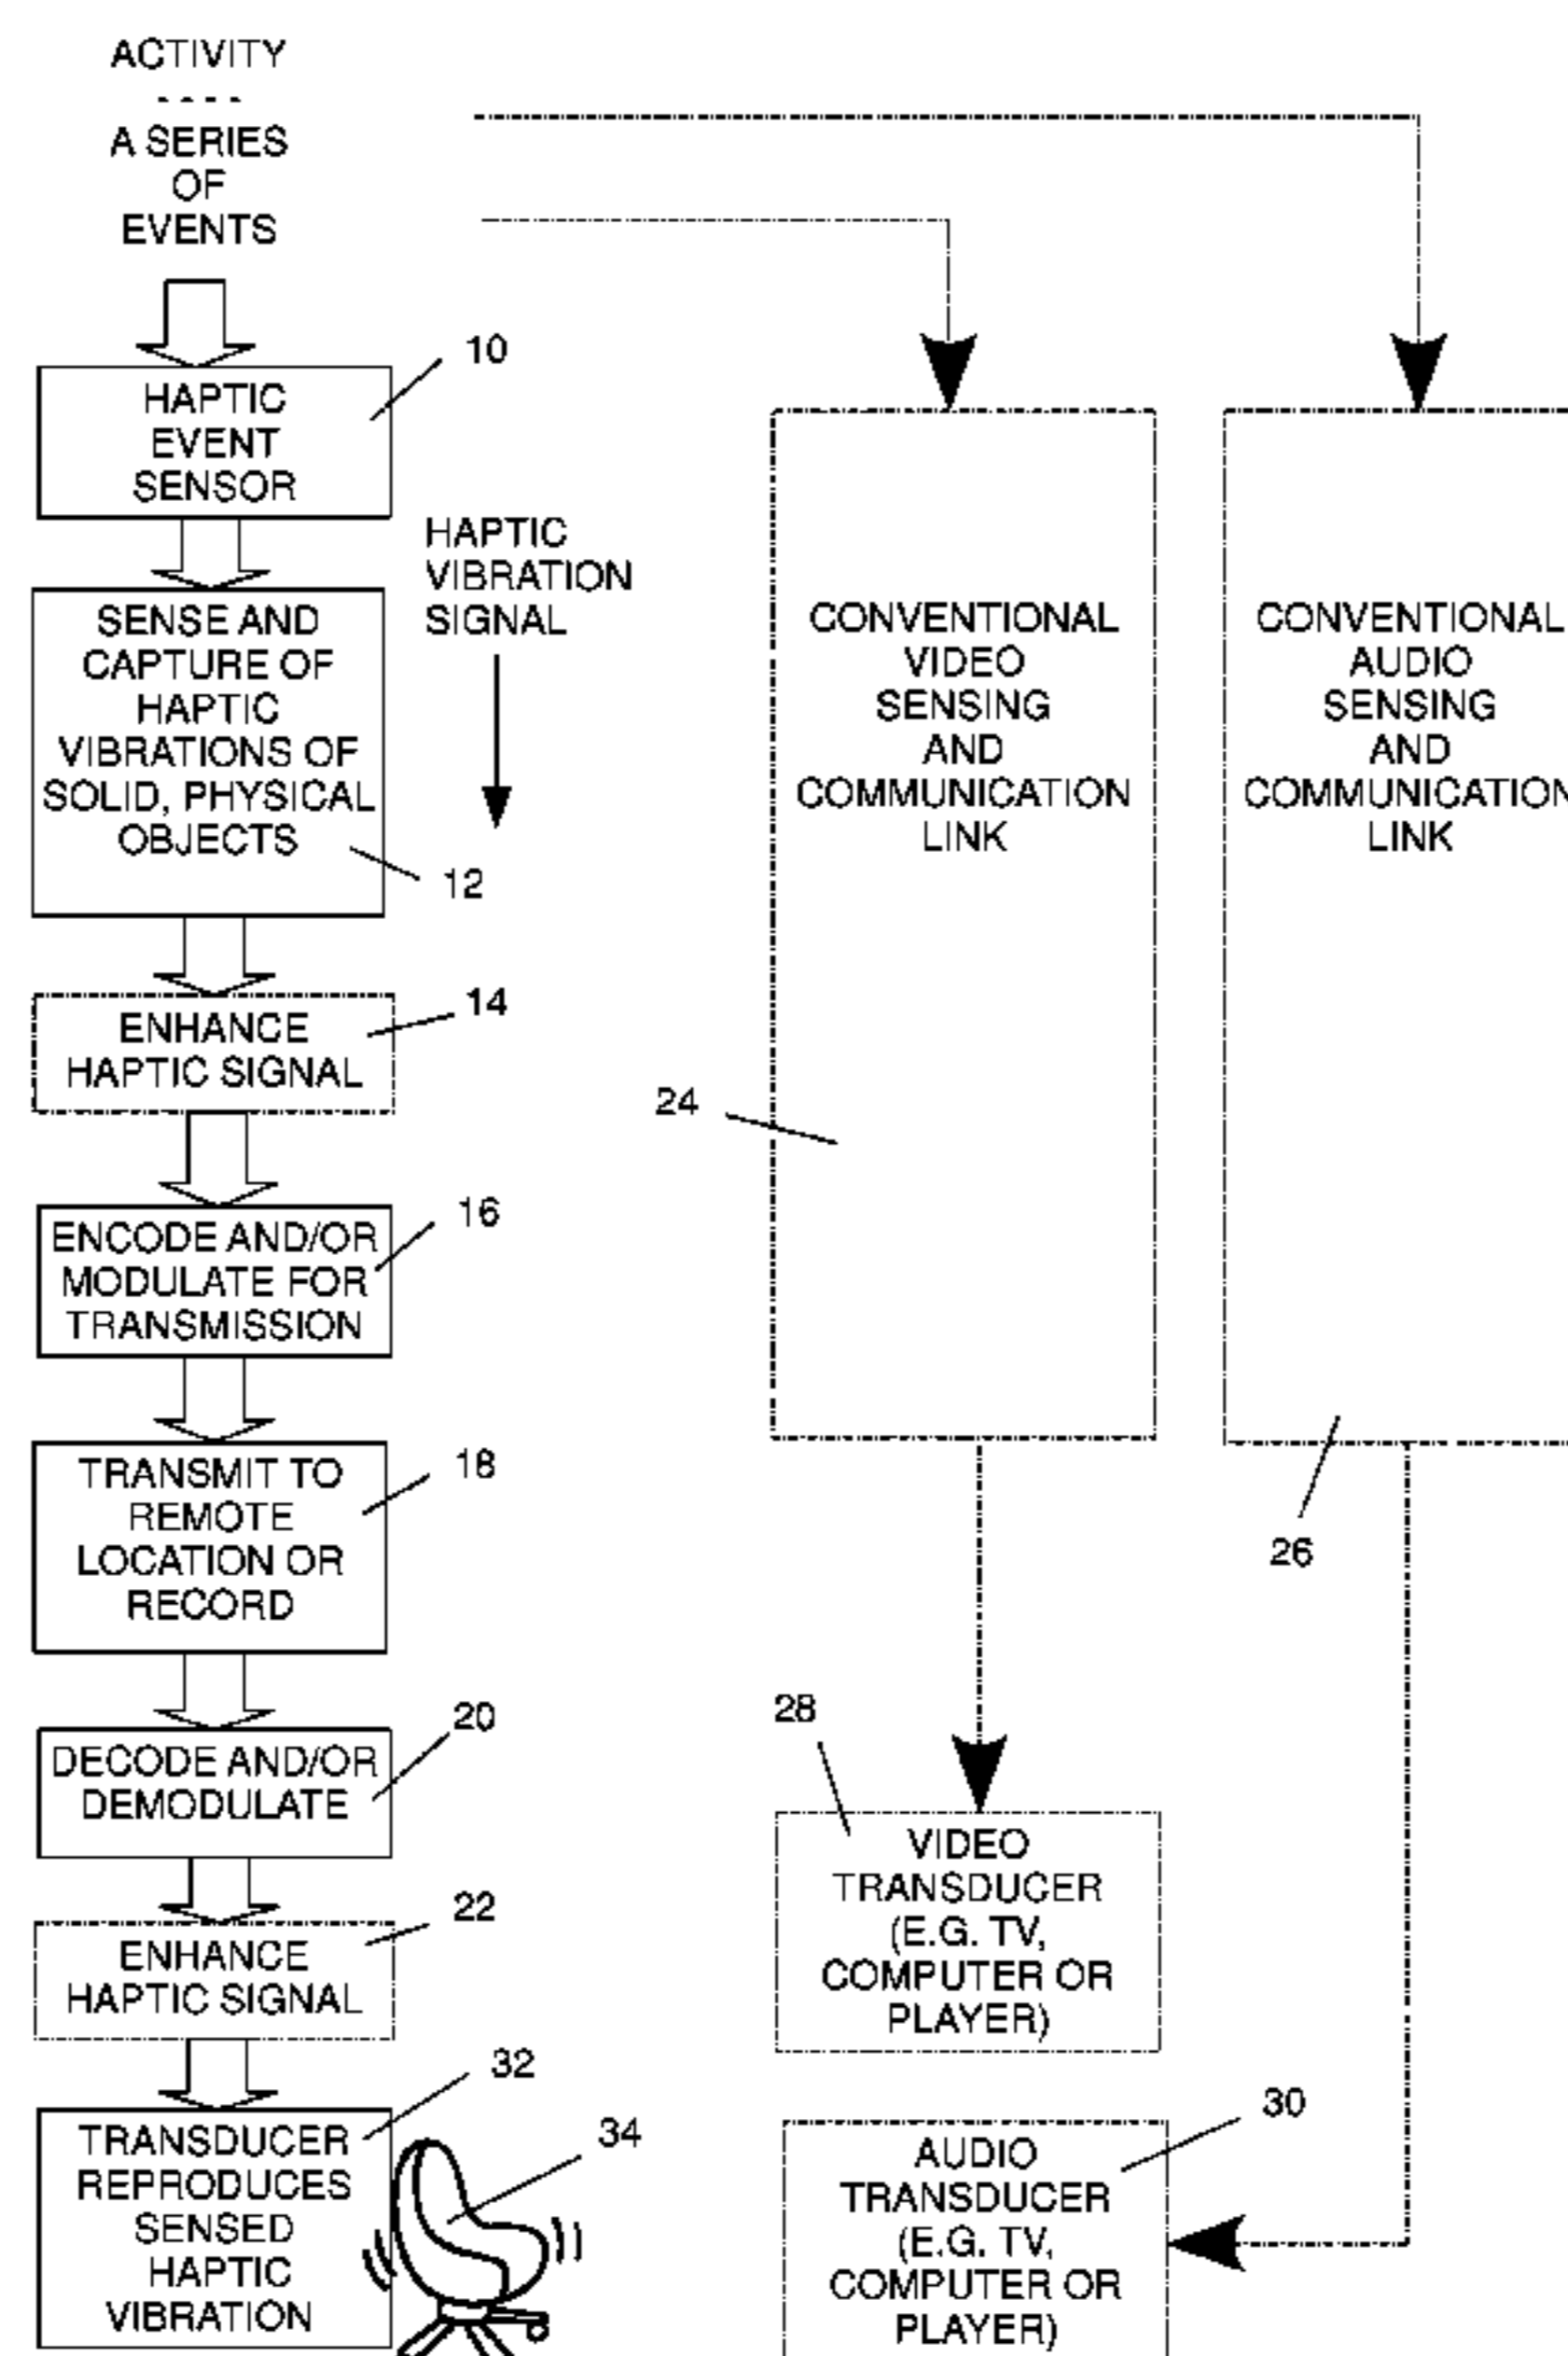 ACTIVITY
A SERIES
OF
EVENTS
10
HAPTIC
EVENT
SENSOR
HAPTIC
VIBRATION
SIGNAL
SENSE AND
CAPTURE OF
HAPTIC
VIBRATIONS OF
SOLID, PHYSICAL
OBJECTS
12
14
ENHANCE
HAPTIC SIGNAL
16
ENCODE AND/OR
MODULATE FOR
TRANSMISSION
18
TRANSMIT TO
REMOTE
LOCATION OR
RECORD
20
DECODE AND/OR
DEMODULATE
22
ENHANCE
HAPTIC SIGNAL
32
TRANSDUCER
REPRODUCES
SENSED
HAPTIC
VIBRATION
34
CONVENTIONAL
VIDEO
SENSING
AND
COMMUNICATION
LINK
24
28
VIDEO
TRANSDUCER
(E.G. TV,
COMPUTER OR
PLAYER)
CONVENTIONAL
AUDIO
SENSING
AND
COMMUNICATION
LINK
26
30
AUDIO
TRANSDUCER
(E.G. TV,
COMPUTER OR
PLAYER)